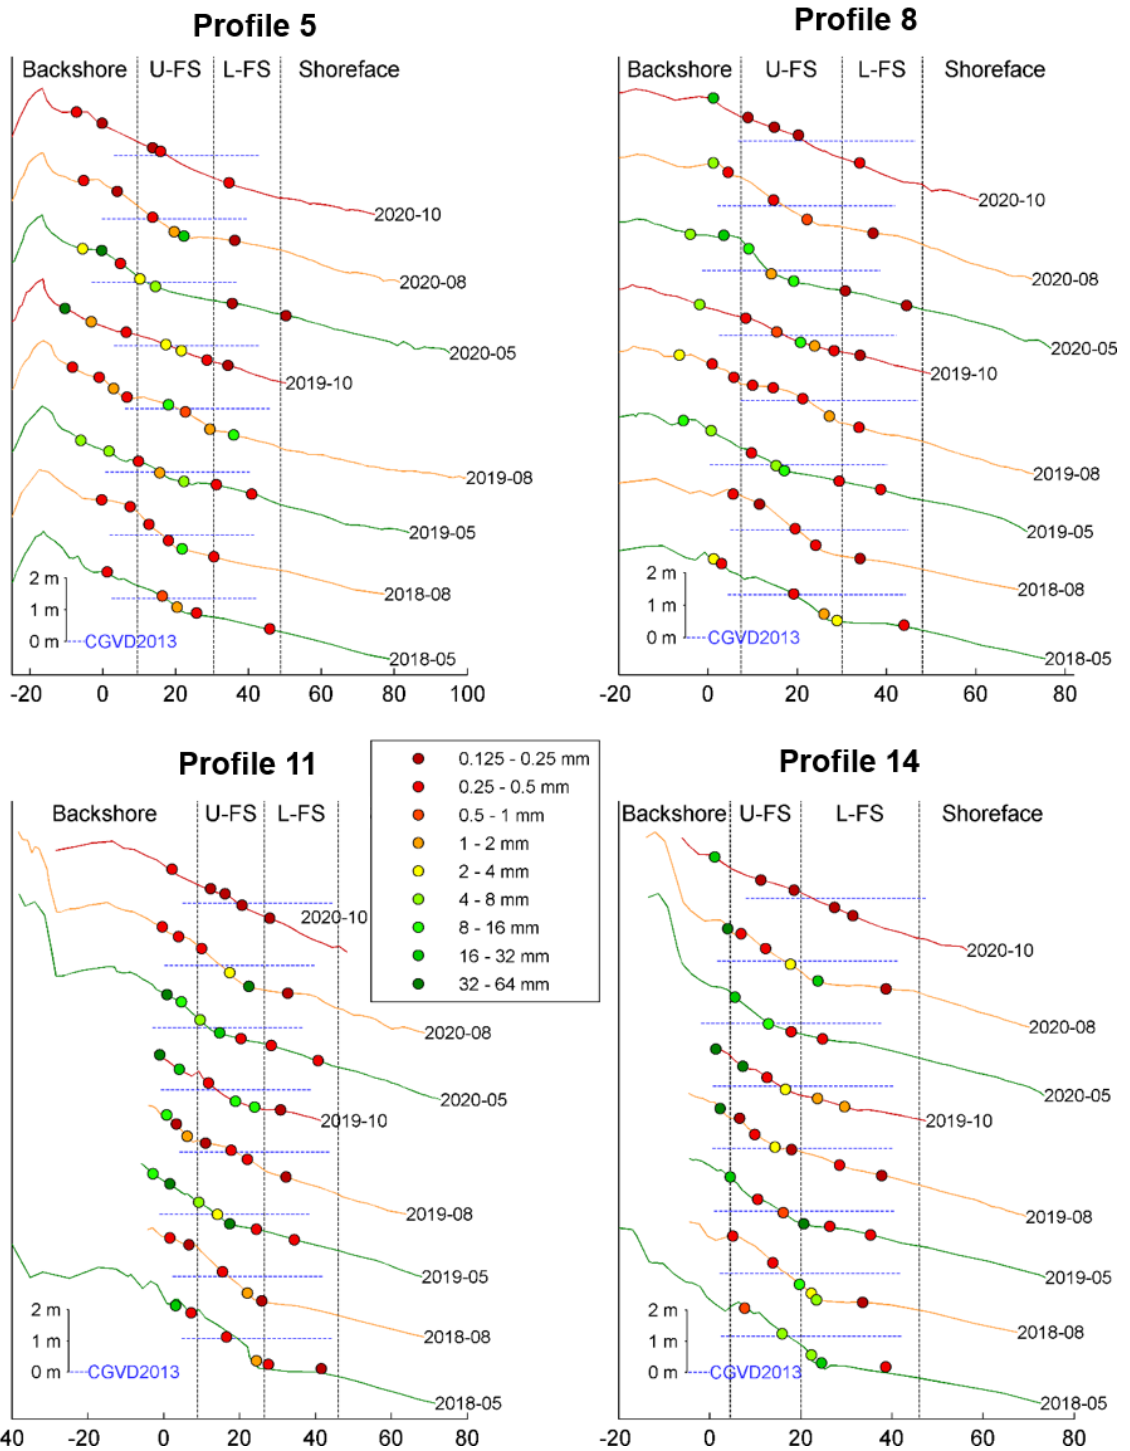 Profile 5
Backshore U-FS L-FS Shoreface
2020-10
2020-08
2020-05
2019-10
2019-08
2019-05
2018-08
2018-05
2 m
1 m
0 m
CGVD2013
-20 0 20 40 60 80 100
Profile 8
Backshore U-FS L-FS Shoreface
2020-10
2020-08
2020-05
2019-10
2019-08
2019-05
2018-08
2018-05
2 m
1 m
0 m
CGVD2013
-20 0 20 40 60 80
Profile 11
Backshore U-FS L-FS
2020-10
2020-08
2020-05
2019-10
2019-08
2019-05
2018-08
2018-05
2 m
1 m
0 m
CGVD2013
40 20 0 20 40 60 80
0.125 - 0.25 mm
0.25 - 0.5 mm
0.5 - 1 mm
1 - 2 mm
2 - 4 mm
4 - 8 mm
8 - 16 mm
16 - 32 mm
32 - 64 mm
Profile 14
Backshore U-FS L-FS Shoreface
2020-10
2020-08
2020-05
2019-10
2019-08
2019-05
2018-08
2018-05
2 m
1 m
0 m
CGVD2013
-20 0 20 40 60 80